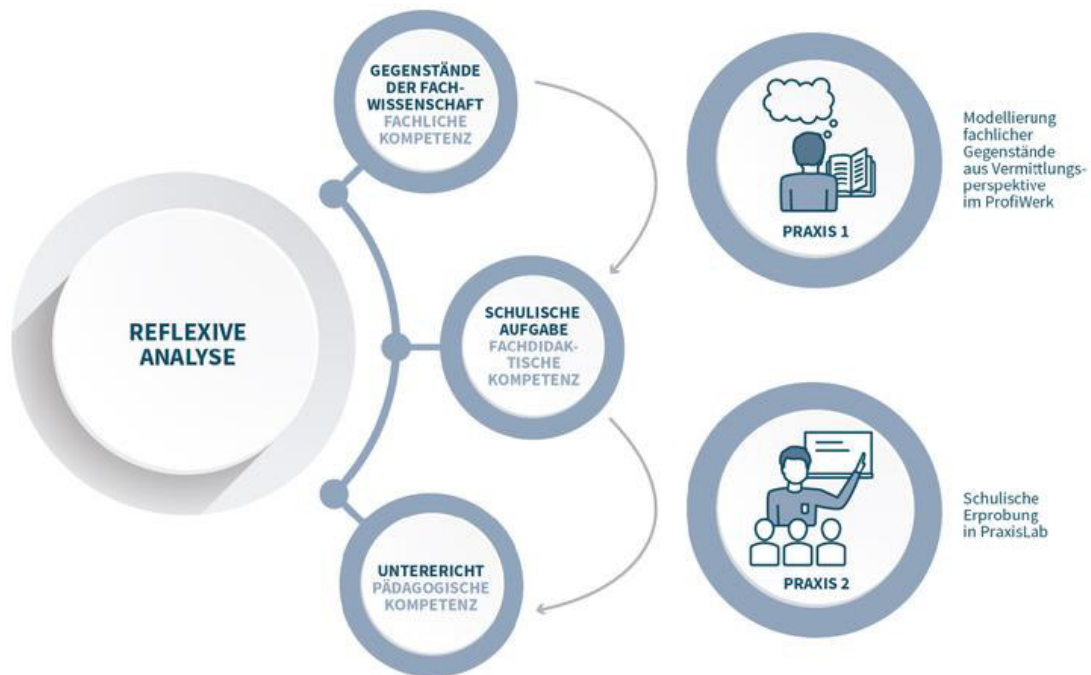 GEGENSTÄNDE
DER FACH-
WISSENSCHAFT
FACHLICHE
KOMPETENZ
REFLEXIVE
ANALYSE
SCHULISCHE
AUFGABE
FACHDIDAK-
TISCHE
KOMPETENZ
UNTERERICHT
PÄDAGOGISCHE
KOMPETENZ
PRAXIS 1
Modellierung
fachlicher
Gegenstände
aus Vermittlungs-
perspektive
im ProfiWerk
PRAXIS 2
Schulische
Erprobung
in PraxisLab